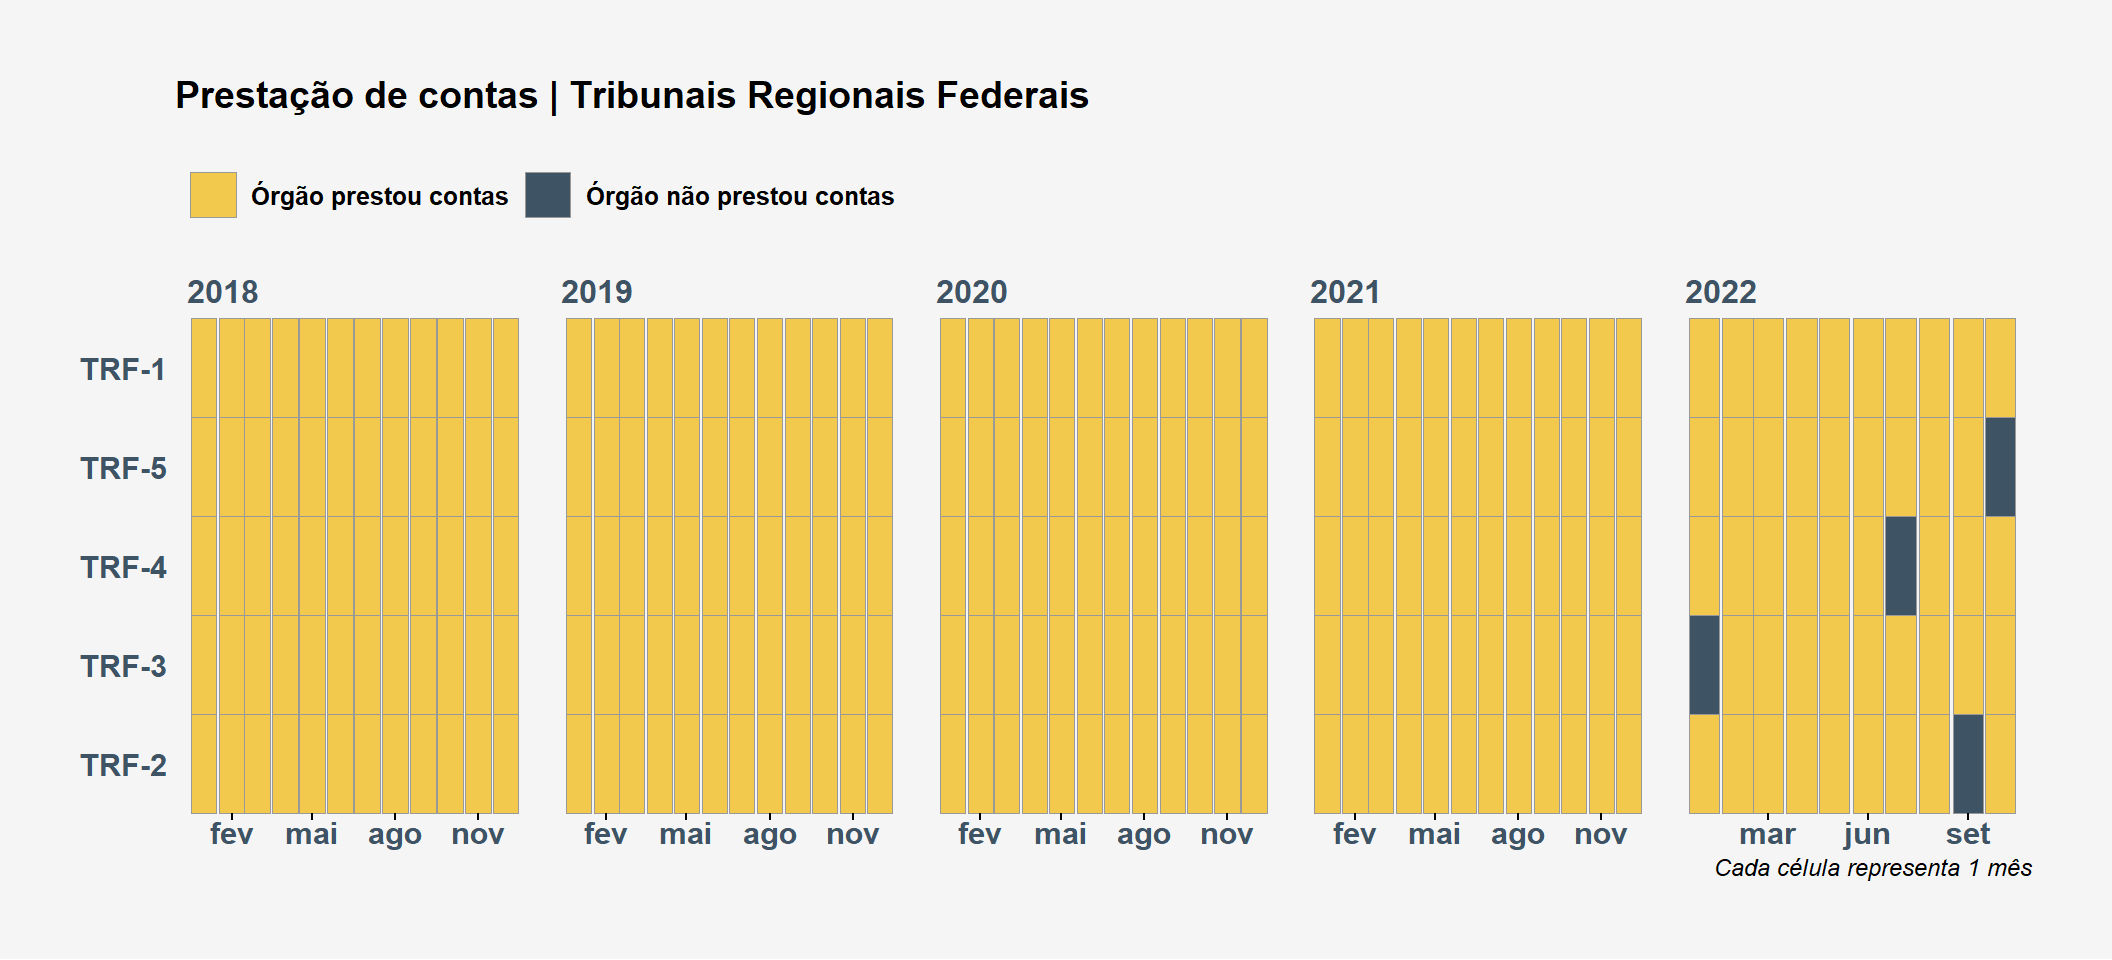 Prestação de contas | Tribunais Regionais Federais
Órgão prestou contas Órgão não prestou contas
2018 2019 2020 2021 2022
TRF-1
TRF-5
TRF-4
TRF-3
TRF-2
fev mai ago nov fev mai ago nov fev mai ago nov fev mai ago nov mar jun set
Cada célula representa 1 mês